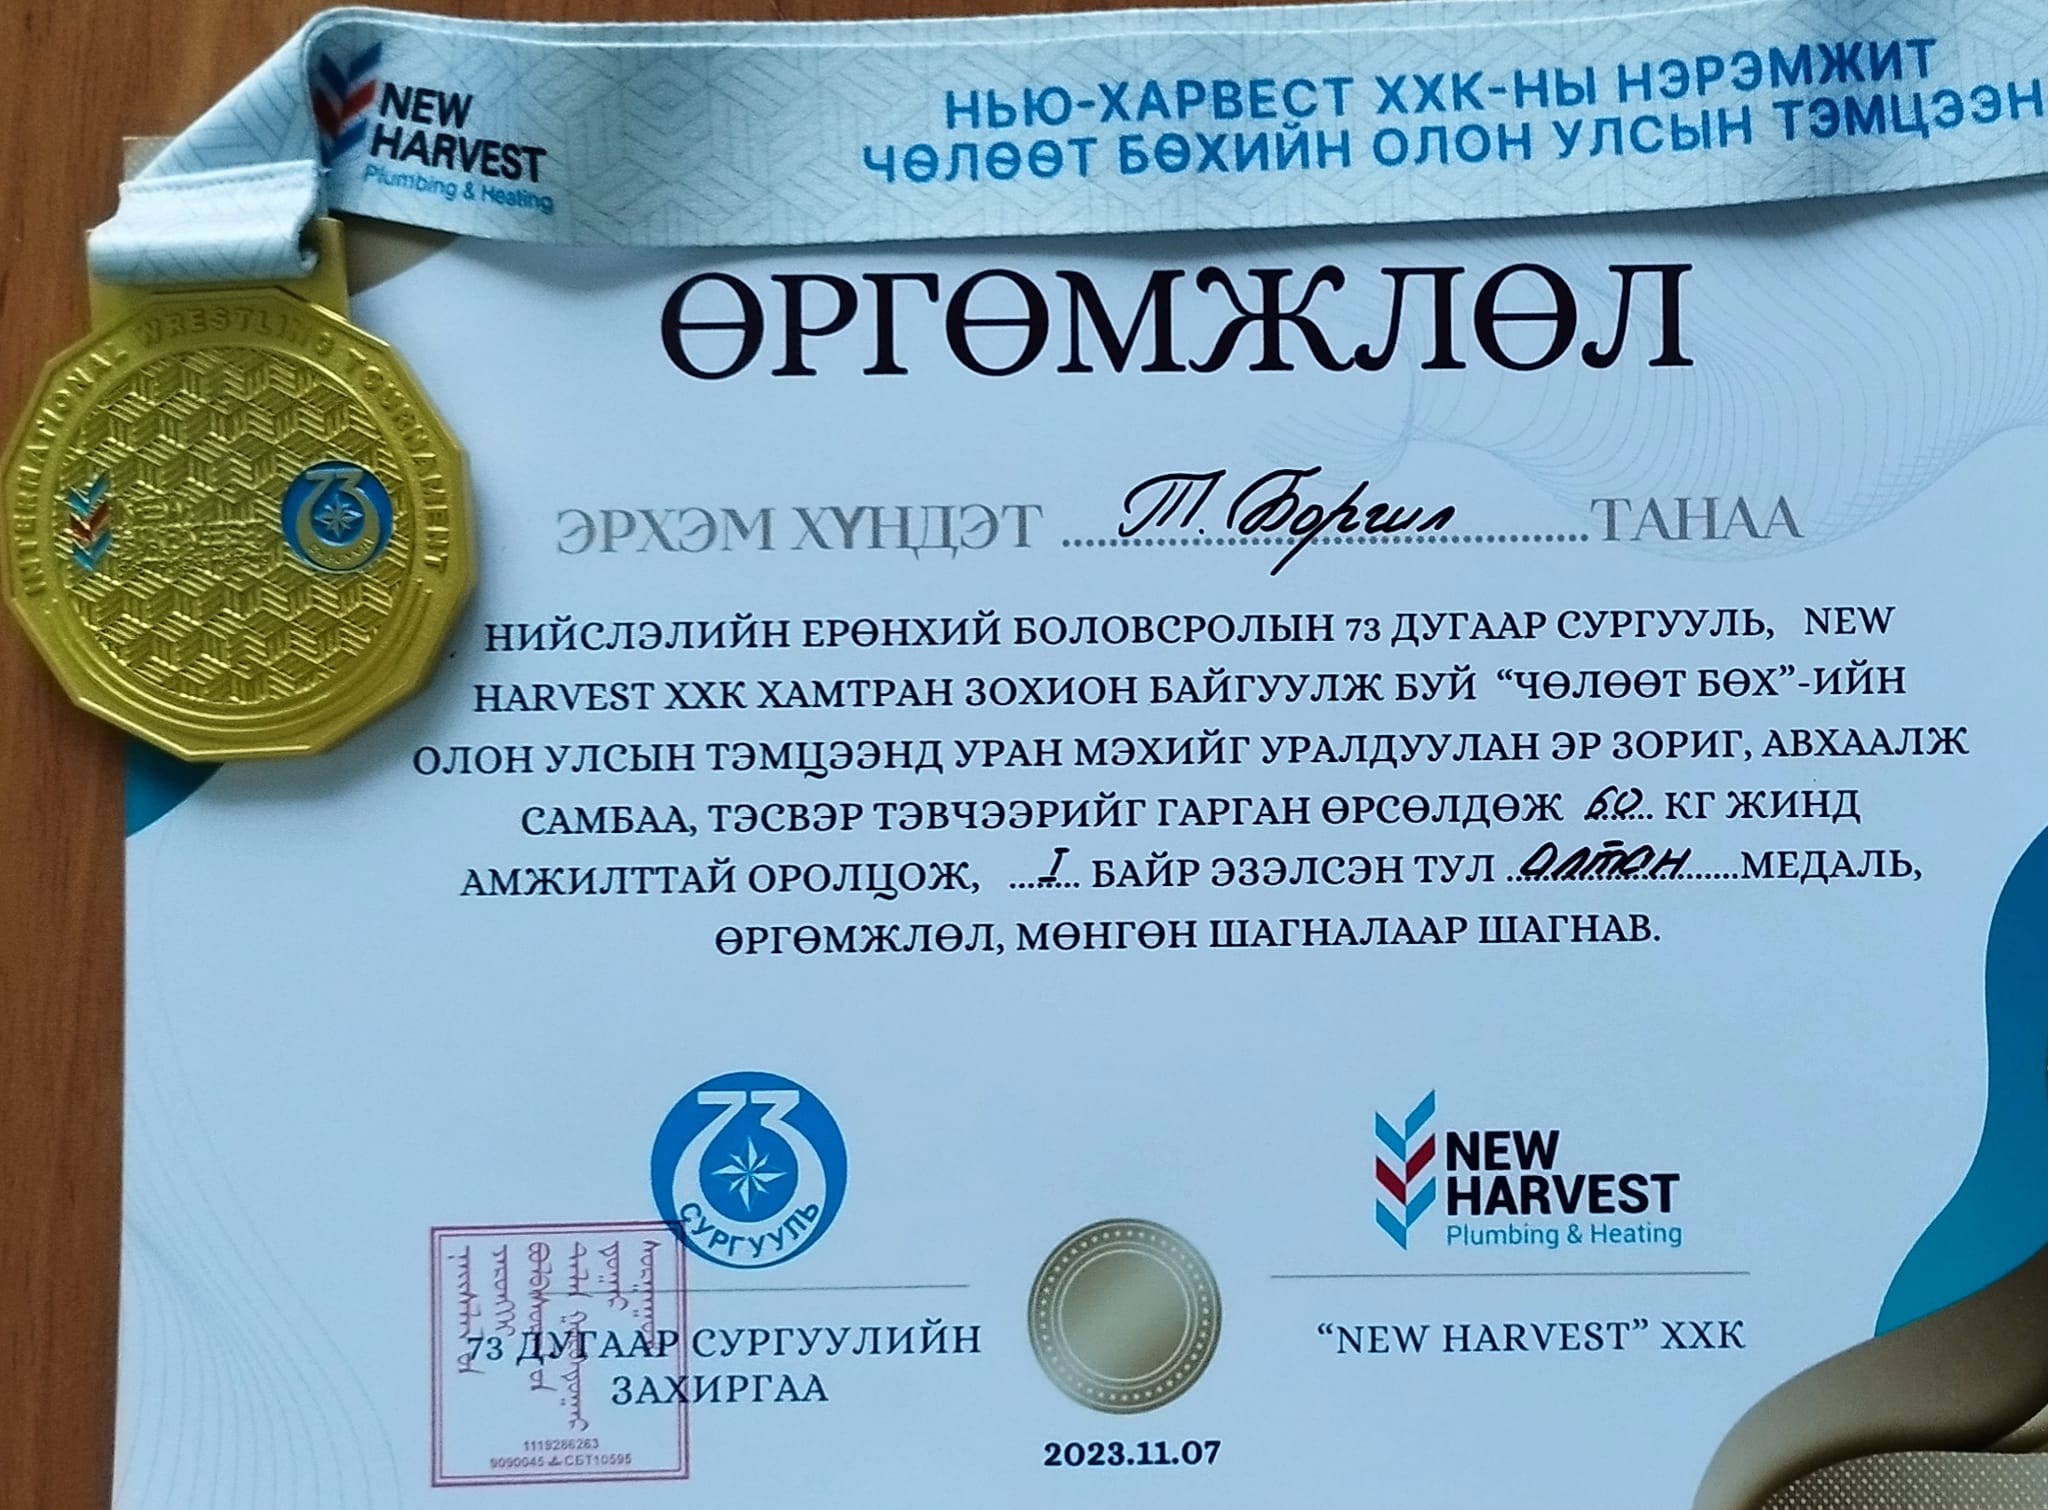 NEW
HARVEST
Plumbing & Heating
НЬЮ-ХАРВЕСТ ХХК-НЫ НЭРЭМЖИТ
ЧӨЛӨӨТ БӨХИЙН ОЛОН УЛСЫН ТЭМЦЭЭН
INTERNATIONAL WRESTLING TOURNAMENT
73
ӨРГӨМЖЛӨЛ
ЭРХЭМ ХҮНДЭТ Т. Боргил ТАНАА
НИЙСЛЭЛИЙН ЕРӨНХИЙ БОЛОВСРОЛЫН 73 ДУГААР СУРГУУЛЬ, NEW
HARVEST ХХК ХАМТРАН ЗОХИОН БАЙГУУЛЖ БУЙ “ЧӨЛӨӨТ БӨХ”-ИЙН
ОЛОН УЛСЫН ТЭМЦЭЭНД УРАН МЭХИЙГ УРАЛДУУЛАН ЭР ЗОРИГ, АВХААЛЖ
САМБАА, ТЭСВЭР ТЭВЧЭЭРИЙГ ГАРГАН ӨРСӨЛДӨЖ 60 КГ ЖИНД
АМЖИЛТТАЙ ОРОЛЦОЖ, I БАЙР ЭЗЭЛСЭН ТУЛ алтан МЕДАЛЬ,
ӨРГӨМЖЛӨЛ, МӨНГӨН ШАГНАЛААР ШАГНАВ.
73
СУРГУУЛЬ
NEW
HARVEST
Plumbing & Heating
73 ДУГААР СУРГУУЛИЙН
ЗАХИРГАА
“NEW HARVEST” ХХК
1119286263
9090045 СБТ10595
2023.11.07